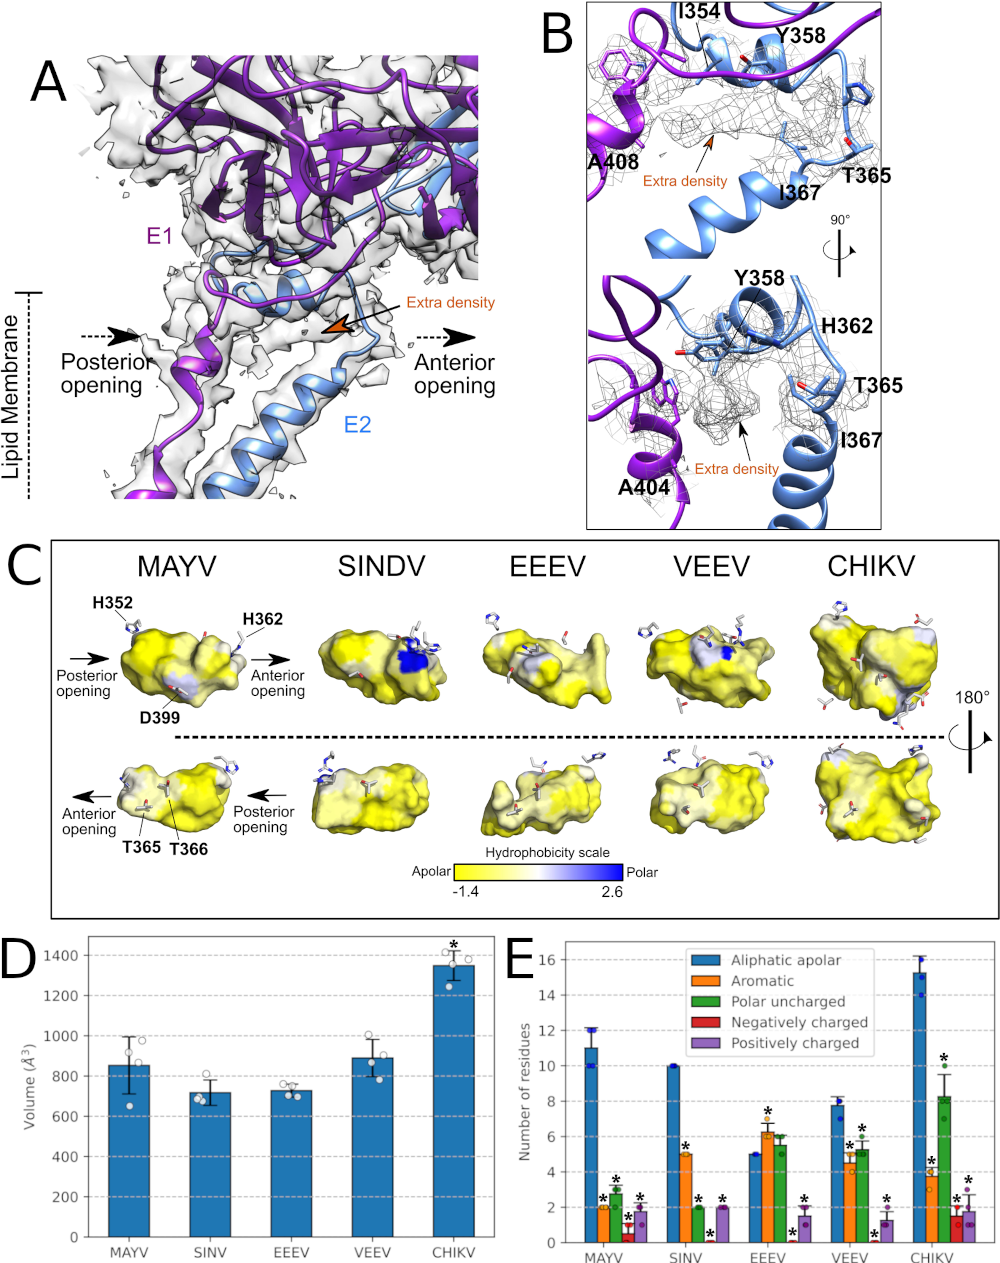 A
E1
Extra density
Posterior
opening
Anterior
opening
E2
Lipid Membrane
B
I354
Y358
A408
Extra density
T365
I367
90°
Y358
H362
T365
I367
Extra density
A404
C
MAYV SINDV EEEV VEEV CHIKV
H352
H362
Posterior
opening
Anterior
opening
D399
180°
Anterior
opening
Posterior
opening
T365 T366
Hydrophobicity scale
Apolar Polar
-1.4 2.6
D
Volume (Å³)
1400
1200
1000
800
600
400
200
0
*
MAYV SINV EEEV VEEV CHIKV
E
Number of residues
16
14
12
10
8
6
4
2
0
Aliphatic apolar
Aromatic
Polar uncharged
Negatively charged
Positively charged
* * * *
* * * *
* * *
* * * *
* * * *
MAYV SINV EEEV VEEV CHIKV